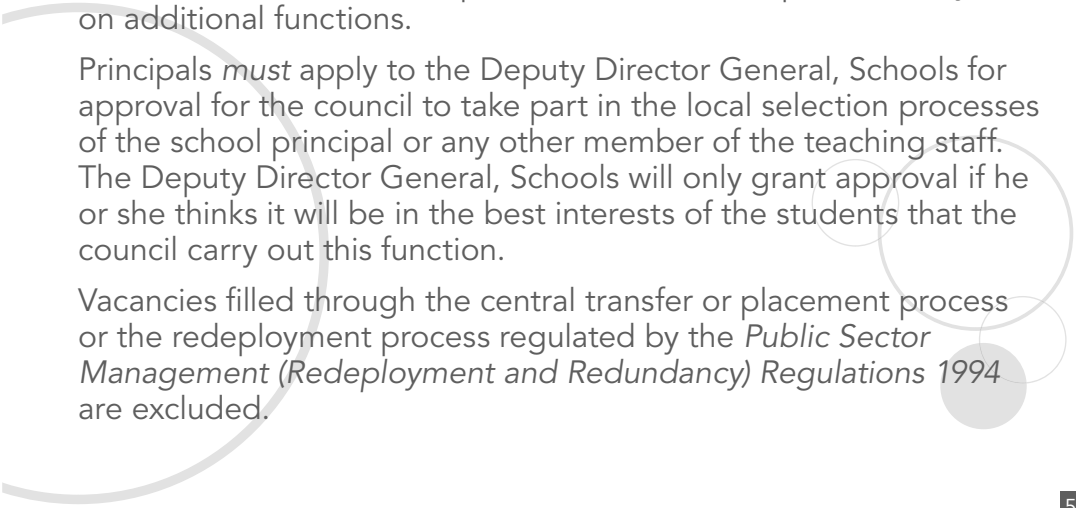 on additional functions.
Principals must apply to the Deputy Director General, Schools for
approval for the council to take part in the local selection processes
of the school principal or any other member of the teaching staff.
The Deputy Director General, Schools will only grant approval if he
or she thinks it will be in the best interests of the students that the
council carry out this function.
Vacancies filled through the central transfer or placement process
or the redeployment process regulated by the Public Sector
Management (Redeployment and Redundancy) Regulations 1994
are excluded.
5